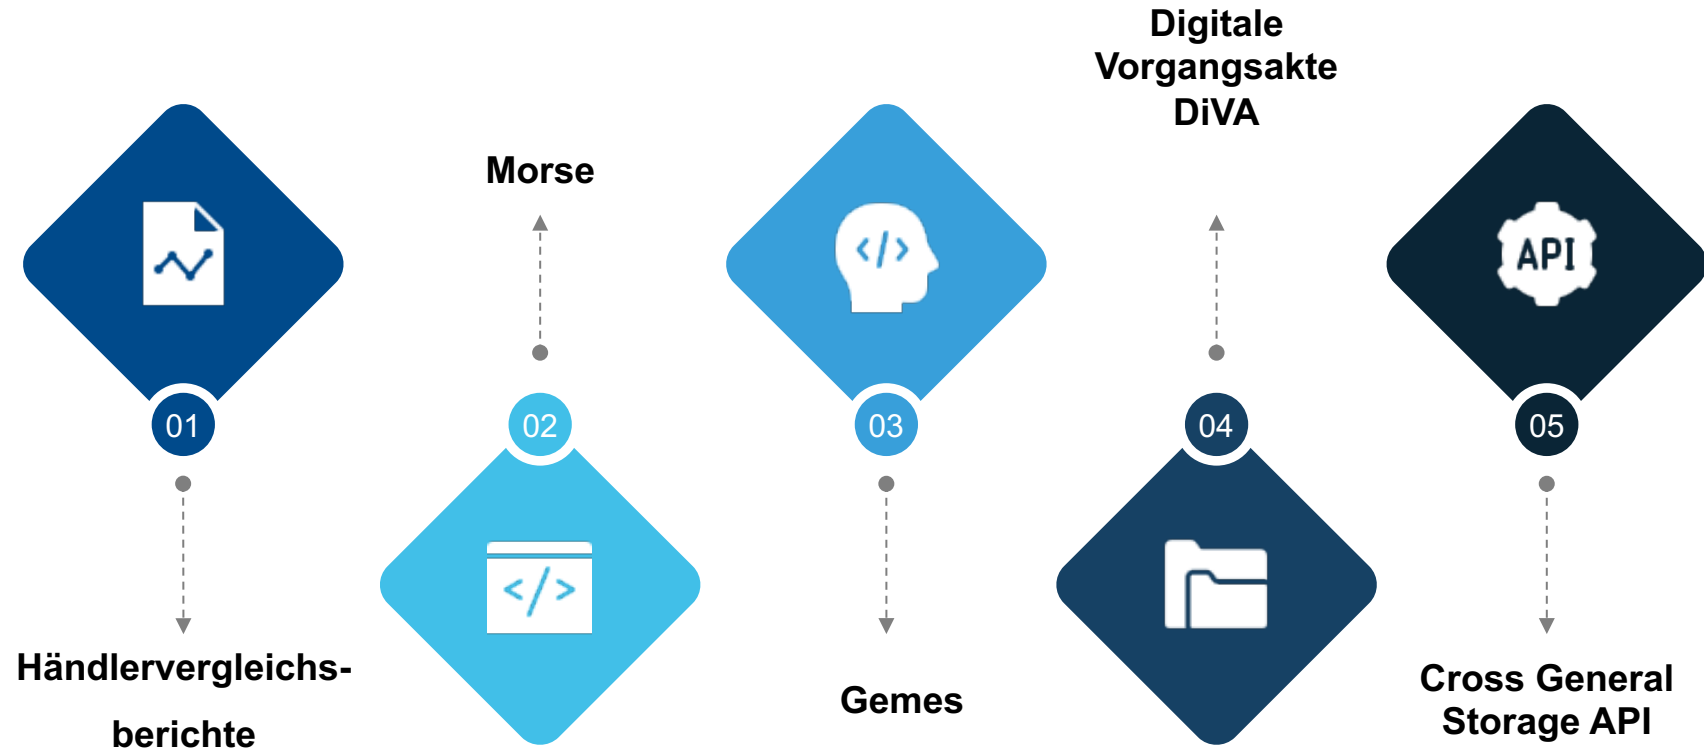 01
Händlervergleichs-
berichte
Morse
02
</>
</>
03
Gemes
Digitale
Vorgangsakte
DiVA
04
API
05
Cross General
Storage API